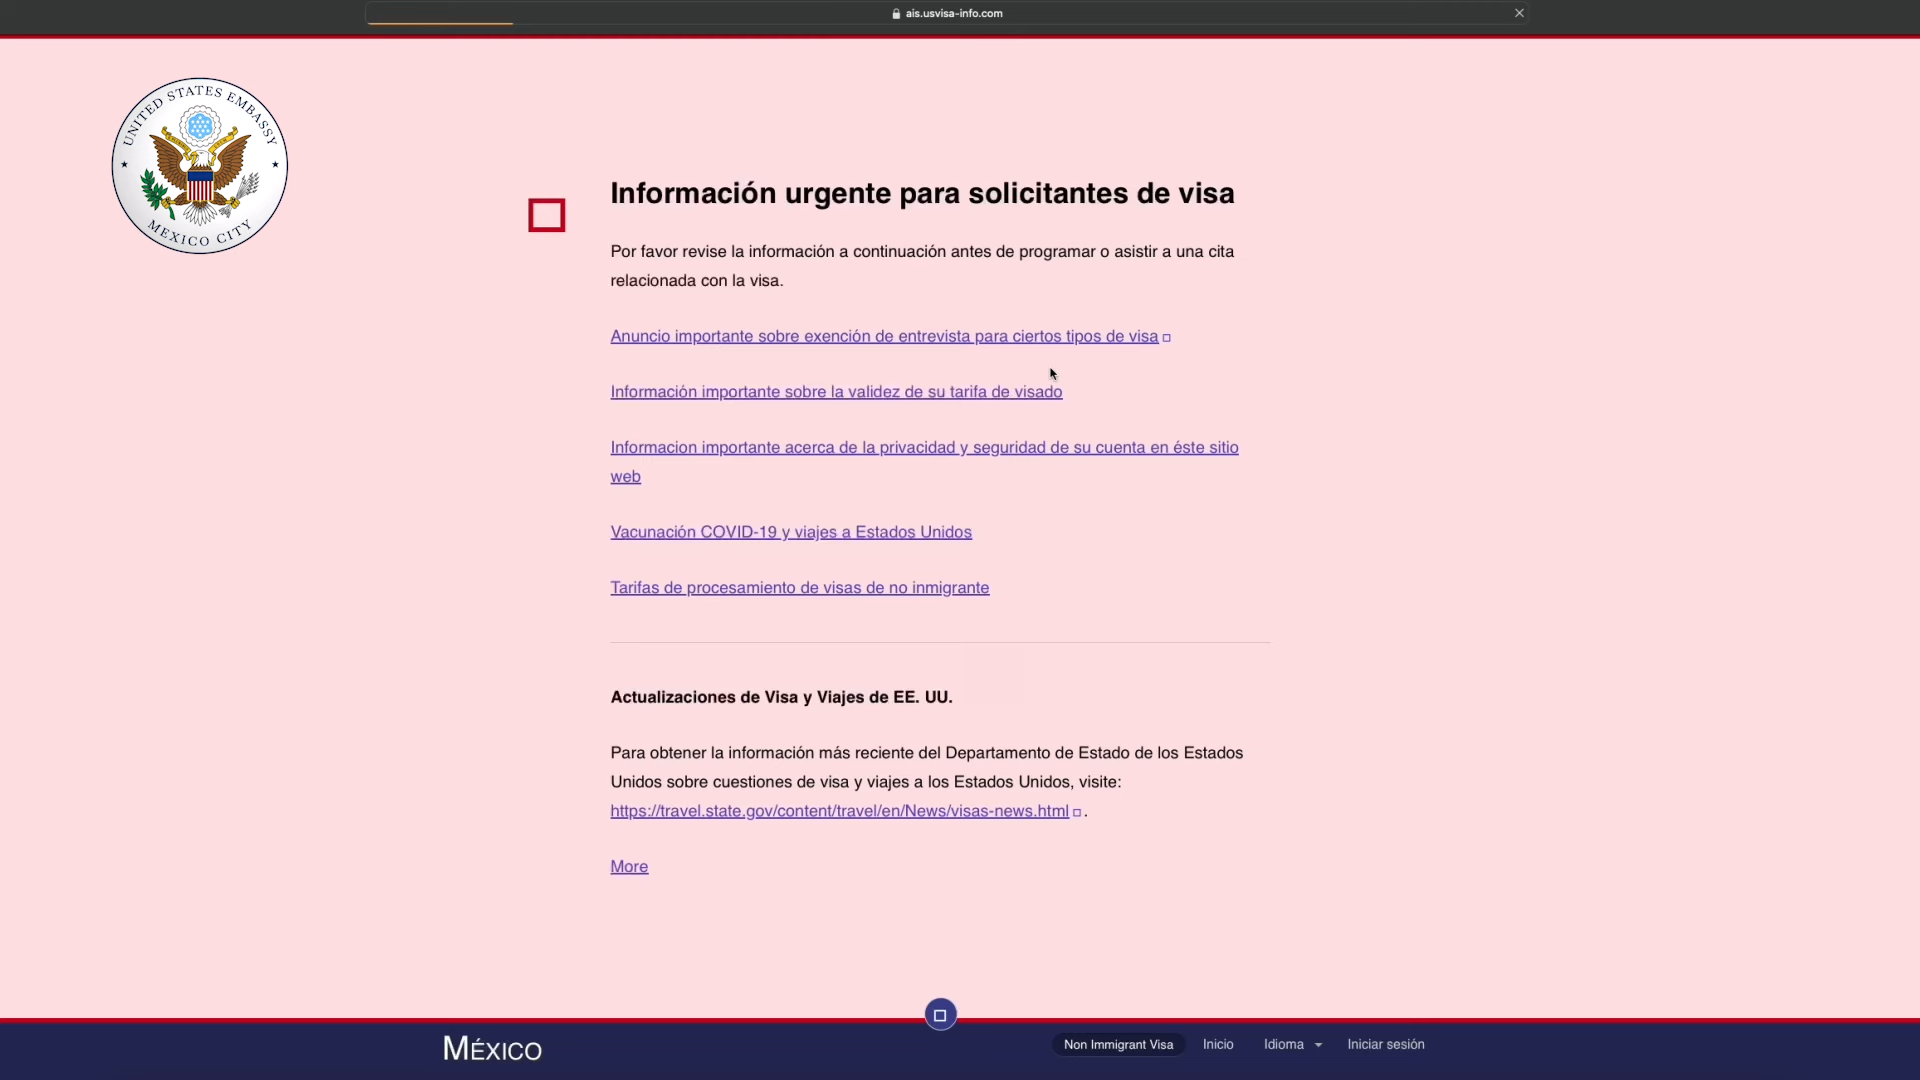 ais.usvisa-info.com
UNITED STATES EMBASSY
MEXICO CITY
Información urgente para solicitantes de visa
Por favor revise la información a continuación antes de programar o asistir a una cita
relacionada con la visa.
Anuncio importante sobre exención de entrevista para ciertos tipos de visa
Información importante sobre la validez de su tarifa de visado
Informacion importante acerca de la privacidad y seguridad de su cuenta en éste sitio
web
Vacunación COVID-19 y viajes a Estados Unidos
Tarifas de procesamiento de visas de no inmigrante
Actualizaciones de Visa y Viajes de EE. UU.
Para obtener la información más reciente del Departamento de Estado de los Estados
Unidos sobre cuestiones de visa y viajes a los Estados Unidos, visite:
https://travel.state.gov/content/travel/en/News/visas-news.html .
More
MÉXICO
Non Immigrant Visa Inicio Idioma Iniciar sesión